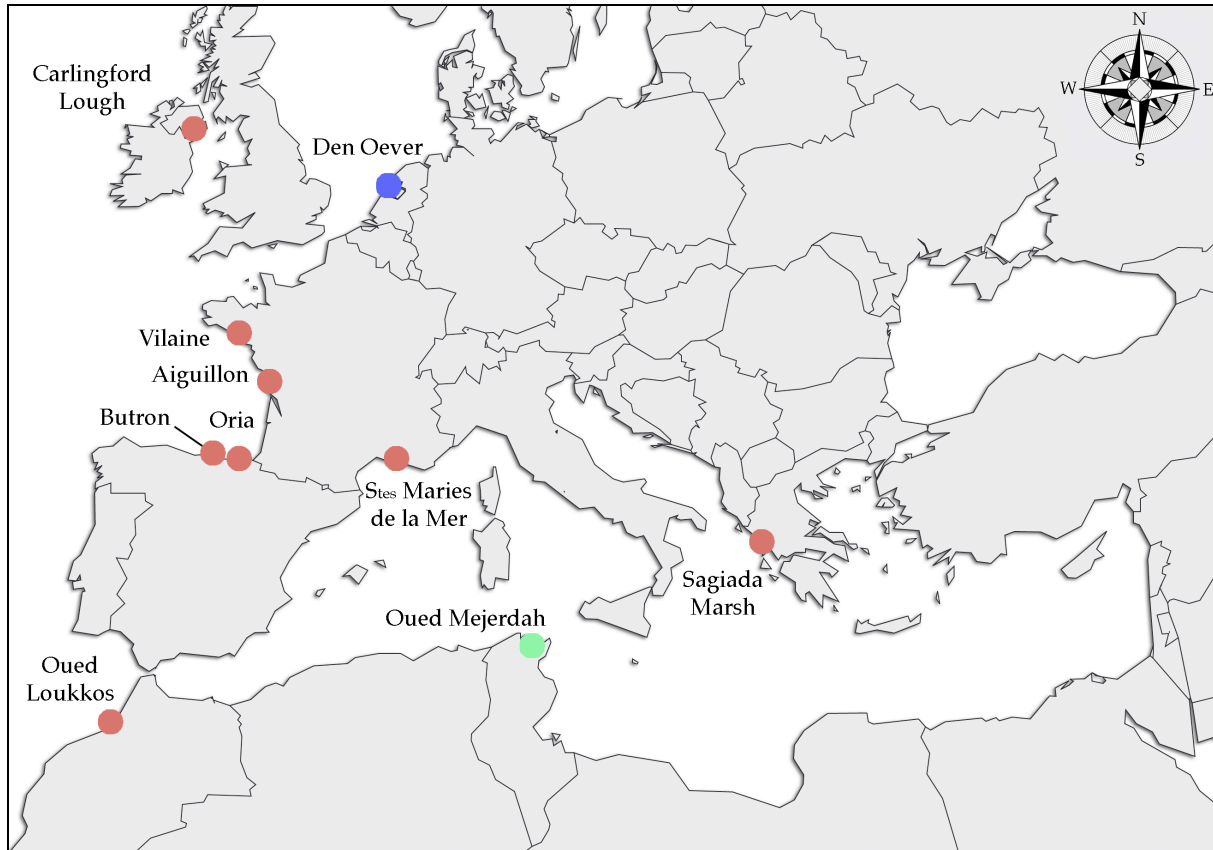 Carlingford
Lough
N
W
E
S
Den Oever
Vilaine
Aiguillon
Butron
Oria
Stes Maries
de la Mer
Sagiada
Marsh
Oued Mejerdah
Oued
Loukkos